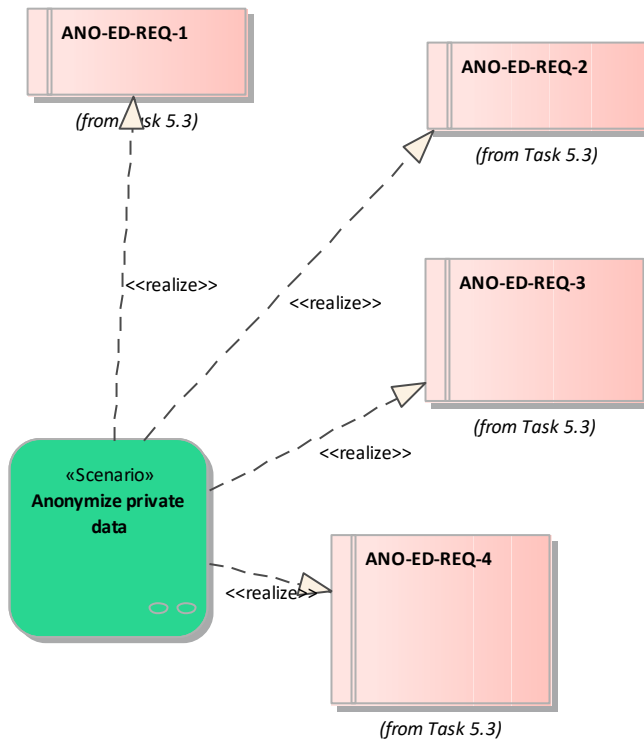 ANO-ED-REQ-1
(from Task 5.3)
ANO-ED-REQ-2
(from Task 5.3)
<<realize>>
<<realize>>
ANO-ED-REQ-3
(from Task 5.3)
<<realize>>
«Scenario»
Anonymize private
data
ANO-ED-REQ-4
<<realize>>
(from Task 5.3)